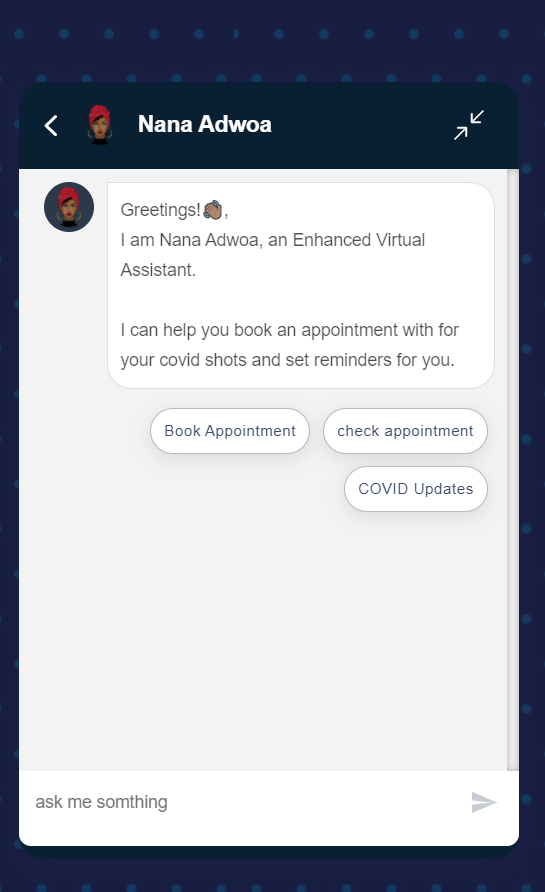 Nana Adwoa
Greetings!👋🏽,
I am Nana Adwoa, an Enhanced Virtual
Assistant.
I can help you book an appointment with for
your covid shots and set reminders for you.
Book Appointment
check appointment
COVID Updates
ask me somthing